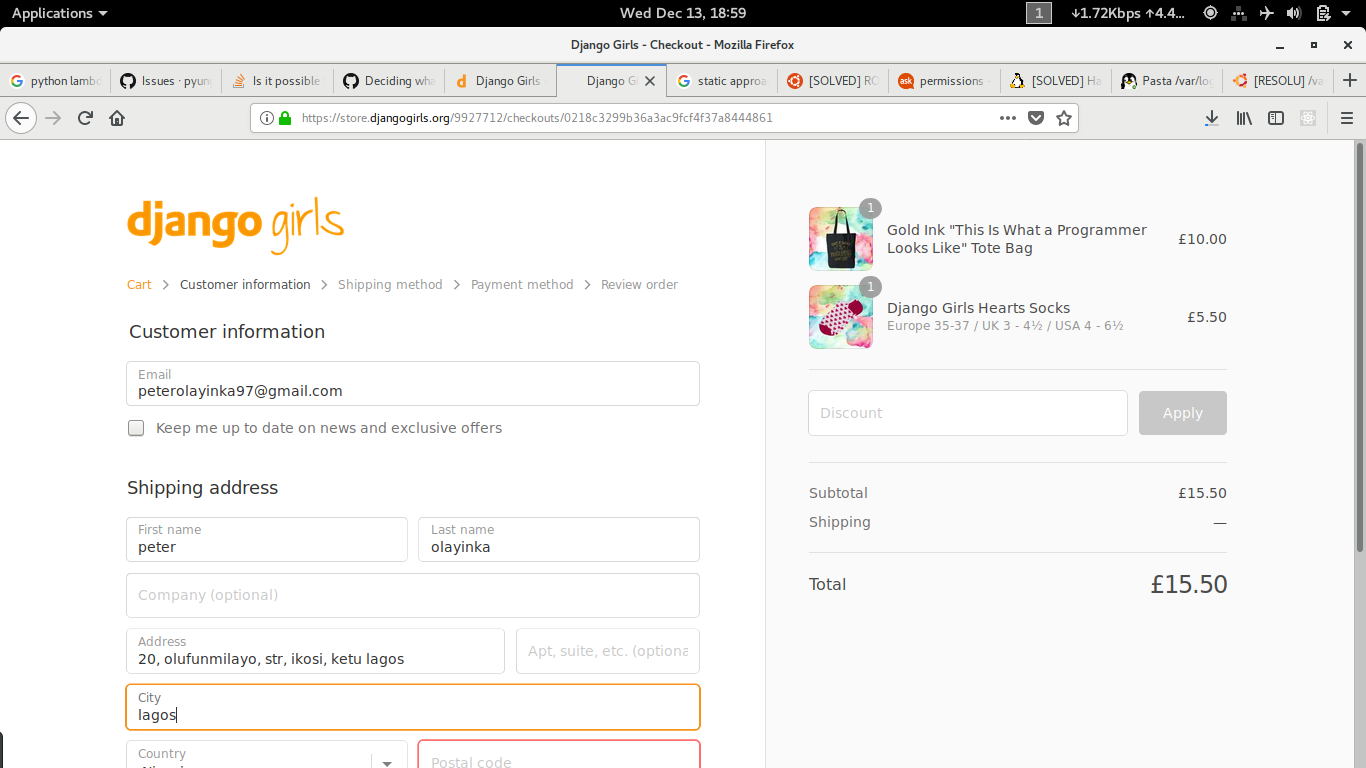 Applications
Wed Dec 13, 18:59
1
↓1.72Kbps ↑4.4...
Django Girls - Checkout - Mozilla Firefox
python lamb
Issues · pyun
Is it possible
Deciding wha
Django Girls
Django Gi
static approa
[SOLVED] RO
permissions
[SOLVED] Ha
Pasta /var/log
[RESOLU] /va
https://store.djangogirls.org/9927712/checkouts/0218c3299b36a3ac9fcf4f37a8444861
django girls
Cart > Customer information > Shipping method > Payment method > Review order
Customer information
Email
peterolayinka97@gmail.com
Keep me up to date on news and exclusive offers
Shipping address
First name
peter
Last name
olayinka
Company (optional)
Address
20, olufunmilayo, str, ikosi, ketu lagos
Apt, suite, etc. (optiona
City
lagos
Country
Postal code
1
Gold Ink "This Is What a Programmer
Looks Like" Tote Bag
£10.00
1
Django Girls Hearts Socks
Europe 35-37 / UK 3 - 4½ / USA 4 - 6½
£5.50
Discount
Apply
Subtotal £15.50
Shipping —
Total £15.50